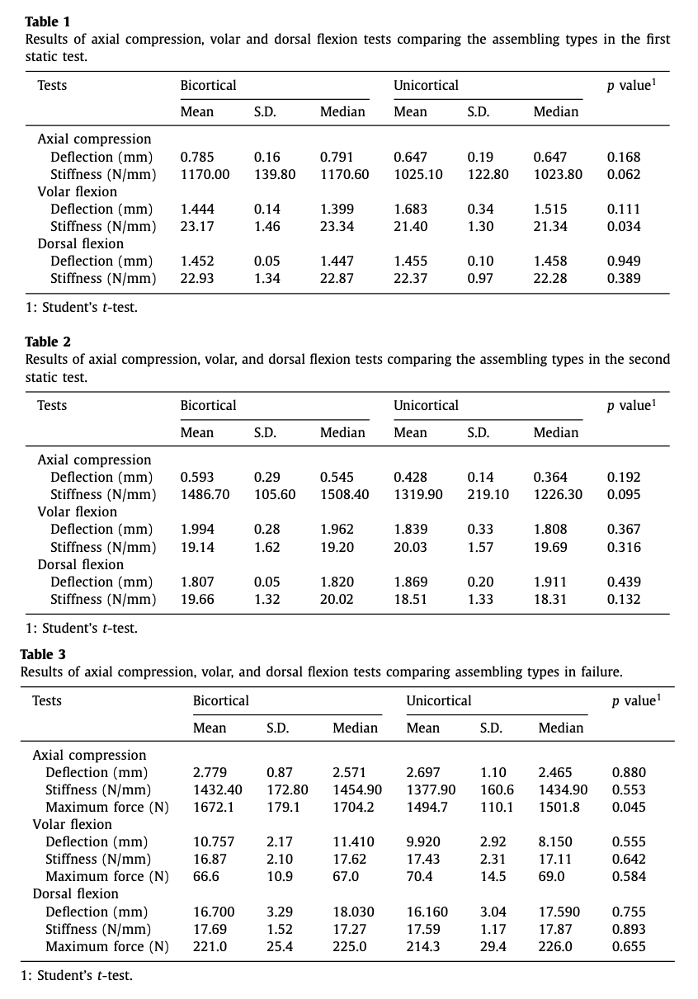 Table 1
Results of axial compression, volar and dorsal flexion tests comparing the assembling types in the first
static test.
Tests Bicortical Unicortical p value1
Mean S.D. Median Mean S.D. Median
Axial compression
Deflection (mm) 0.785 0.16 0.791 0.647 0.19 0.647 0.168
Stiffness (N/mm) 1170.00 139.80 1170.60 1025.10 122.80 1023.80 0.062
Volar flexion
Deflection (mm) 1.444 0.14 1.399 1.683 0.34 1.515 0.111
Stiffness (N/mm) 23.17 1.46 23.34 21.40 1.30 21.34 0.034
Dorsal flexion
Deflection (mm) 1.452 0.05 1.447 1.455 0.10 1.458 0.949
Stiffness (N/mm) 22.93 1.34 22.87 22.37 0.97 22.28 0.389
1: Student's t-test.
Table 2
Results of axial compression, volar, and dorsal flexion tests comparing the assembling types in the second
static test.
Tests Bicortical Unicortical p value1
Mean S.D. Median Mean S.D. Median
Axial compression
Deflection (mm) 0.593 0.29 0.545 0.428 0.14 0.364 0.192
Stiffness (N/mm) 1486.70 105.60 1508.40 1319.90 219.10 1226.30 0.095
Volar flexion
Deflection (mm) 1.994 0.28 1.962 1.839 0.33 1.808 0.367
Stiffness (N/mm) 19.14 1.62 19.20 20.03 1.57 19.69 0.316
Dorsal flexion
Deflection (mm) 1.807 0.05 1.820 1.869 0.20 1.911 0.439
Stiffness (N/mm) 19.66 1.32 20.02 18.51 1.33 18.31 0.132
1: Student's t-test.
Table 3
Results of axial compression, volar, and dorsal flexion tests comparing assembling types in failure.
Tests Bicortical Unicortical p value1
Mean S.D. Median Mean S.D. Median
Axial compression
Deflection (mm) 2.779 0.87 2.571 2.697 1.10 2.465 0.880
Stiffness (N/mm) 1432.40 172.80 1454.90 1377.90 160.6 1434.90 0.553
Maximum force (N) 1672.1 179.1 1704.2 1494.7 110.1 1501.8 0.045
Volar flexion
Deflection (mm) 10.757 2.17 11.410 9.920 2.92 8.150 0.555
Stiffness (N/mm) 16.87 2.10 17.62 17.43 2.31 17.11 0.642
Maximum force (N) 66.6 10.9 67.0 70.4 14.5 69.0 0.584
Dorsal flexion
Deflection (mm) 16.700 3.29 18.030 16.160 3.04 17.590 0.755
Stiffness (N/mm) 17.69 1.52 17.27 17.59 1.17 17.87 0.893
Maximum force (N) 221.0 25.4 225.0 214.3 29.4 226.0 0.655
1: Student's t-test.